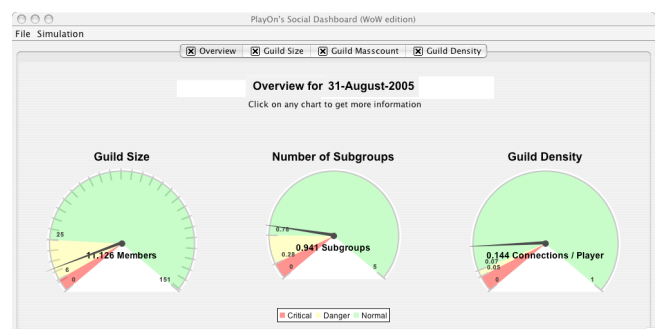 PlayOn's Social Dashboard (WoW edition)
File Simulation
Overview Guild Size Guild Masscount Guild Density
Overview for 31-August-2005
Click on any chart to get more information
Guild Size
25
11.126 Members
6
0
151
Number of Subgroups
0.76
0.941 Subgroups
0.28
0
5
Guild Density
0.144 Connections / Player
0.07
0.05
0
1
Critical Danger Normal